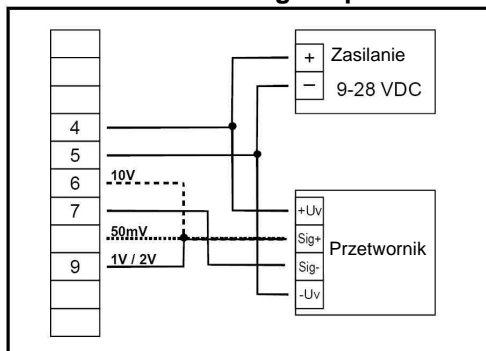 + Zasilanie
− 9-28 VDC
4
5
6 10V
7 +Uv
50mV Sig+ Przetwornik
9 1V / 2V Sig-
-Uv